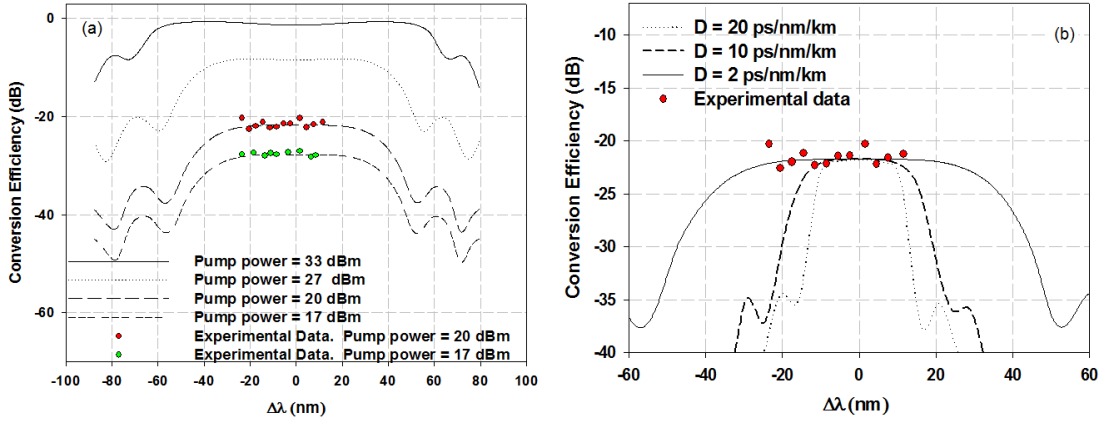 (a)
0
-20
-40
-60
Conversion Efficiency (dB)
Pump power = 33 dBm
Pump power = 27 dBm
Pump power = 20 dBm
Pump power = 17 dBm
Experimental Data. Pump power = 20 dBm
Experimental Data. Pump power = 17 dBm
-100 -80 -60 -40 -20 0 20 40 60 80 100
Δλ (nm)
(b)
D = 20 ps/nm/km
D = 10 ps/nm/km
D = 2 ps/nm/km
Experimental data
-10
-15
-20
-25
-30
-35
-40
Conversion Efficiency (dB)
-60 -40 -20 0 20 40 60
Δλ (nm)